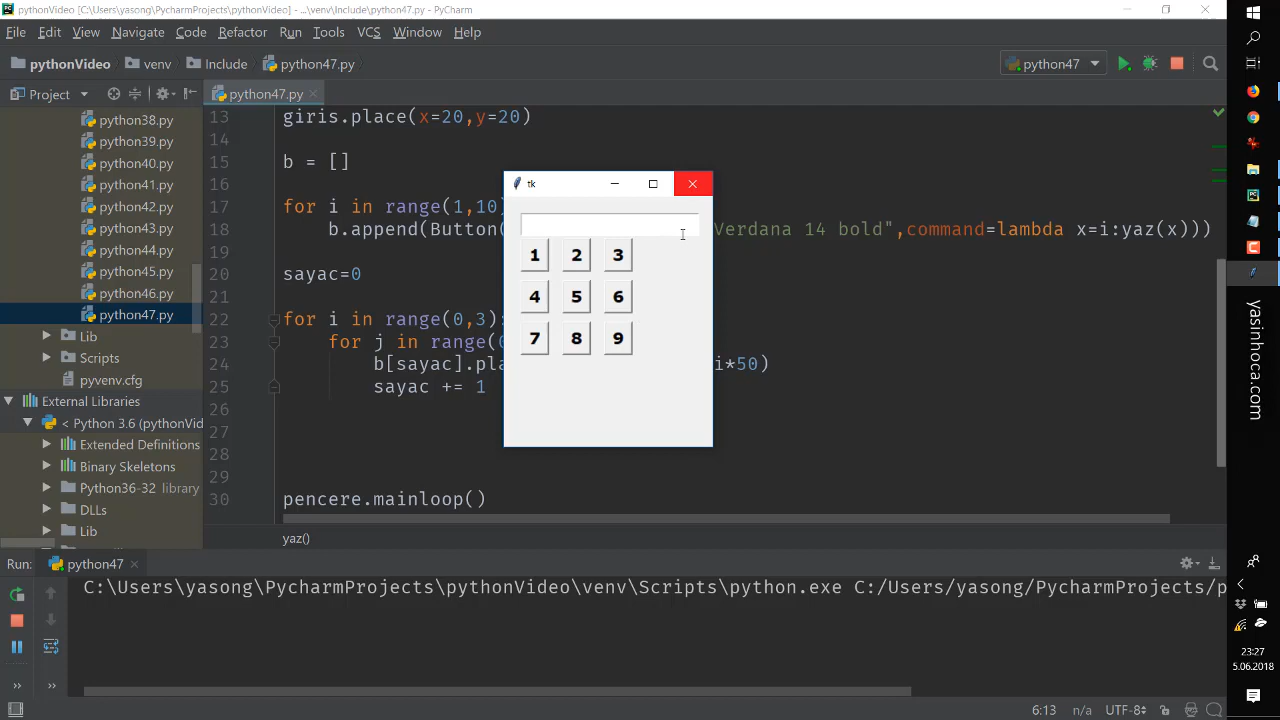 pythonVideo [C:\Users\yasong\PycharmProjects\pythonVideo] - ...\venv\Include\python47.py - PyCharm
File Edit View Navigate Code Refactor Run Tools VCS Window Help
pythonVideo venv Include python47.py python47
Project python47.py
python38.py
python39.py
python40.py
python41.py
python42.py
python43.py
python44.py
python45.py
python46.py
python47.py
Lib
Scripts
pyvenv.cfg
External Libraries
< Python 3.6 (pythonVid
Extended Definitions
Binary Skeletons
Python36-32 library
DLLs
Lib
13 giris.place(x=20,y=20)
14
15 b = []
16
17 for i in range(1,10)
18 b.append(Button( Verdana 14 bold",command=lambda x=i:yaz(x)))
19
20 sayac=0
21
22 for i in range(0,3):
23 for j in range(0
24 b[sayac].pla i*50)
25 sayac += 1
26
27
28
29
30 pencere.mainloop()
yaz()
tk
1 2 3
4 5 6
7 8 9
Run: python47
C:\Users\yasong\PycharmProjects\pythonVideo\venv\Scripts\python.exe C:/Users/yasong/PycharmProjects/p
6:13 n/a UTF-8
yasinhoca.com
23:27
5.06.2018